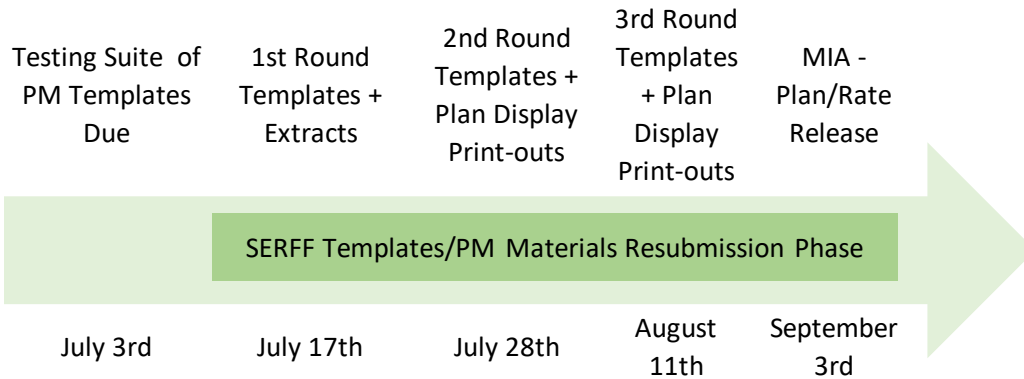 Testing Suite of
PM Templates
Due
1st Round
Templates +
Extracts
2nd Round
Templates +
Plan Display
Print-outs
3rd Round
Templates
+ Plan
Display
Print-outs
MIA -
Plan/Rate
Release
SERFF Templates/PM Materials Resubmission Phase
July 3rd
July 17th
July 28th
August
11th
September
3rd